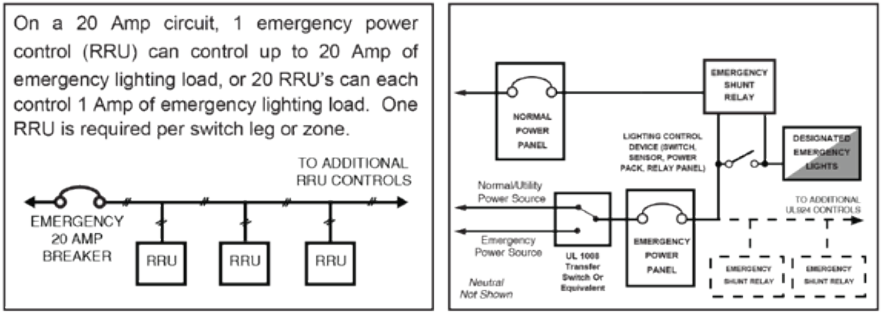 On a 20 Amp circuit, 1 emergency power
control (RRU) can control up to 20 Amp of
emergency lighting load, or 20 RRU's can each
control 1 Amp of emergency lighting load. One
RRU is required per switch leg or zone.
TO ADDITIONAL
RRU CONTROLS
EMERGENCY
20 AMP
BREAKER
RRU
RRU
RRU
NORMAL
POWER
PANEL
EMERGENCY
SHUNT
RELAY
LIGHTING CONTROL
DEVICE (SWITCH,
SENSOR, POWER
PACK, RELAY PANEL)
DESIGNATED
EMERGENCY
LIGHTS
Normal/Utility
Power Source
Emergency
Power Source
UL 1008
Transfer
Switch Or
Equivalent
EMERGENCY
POWER
PANEL
TO ADDITIONAL
UL924 CONTROLS
EMERGENCY
SHUNT RELAY
EMERGENCY
SHUNT RELAY
Neutral
Not Shown